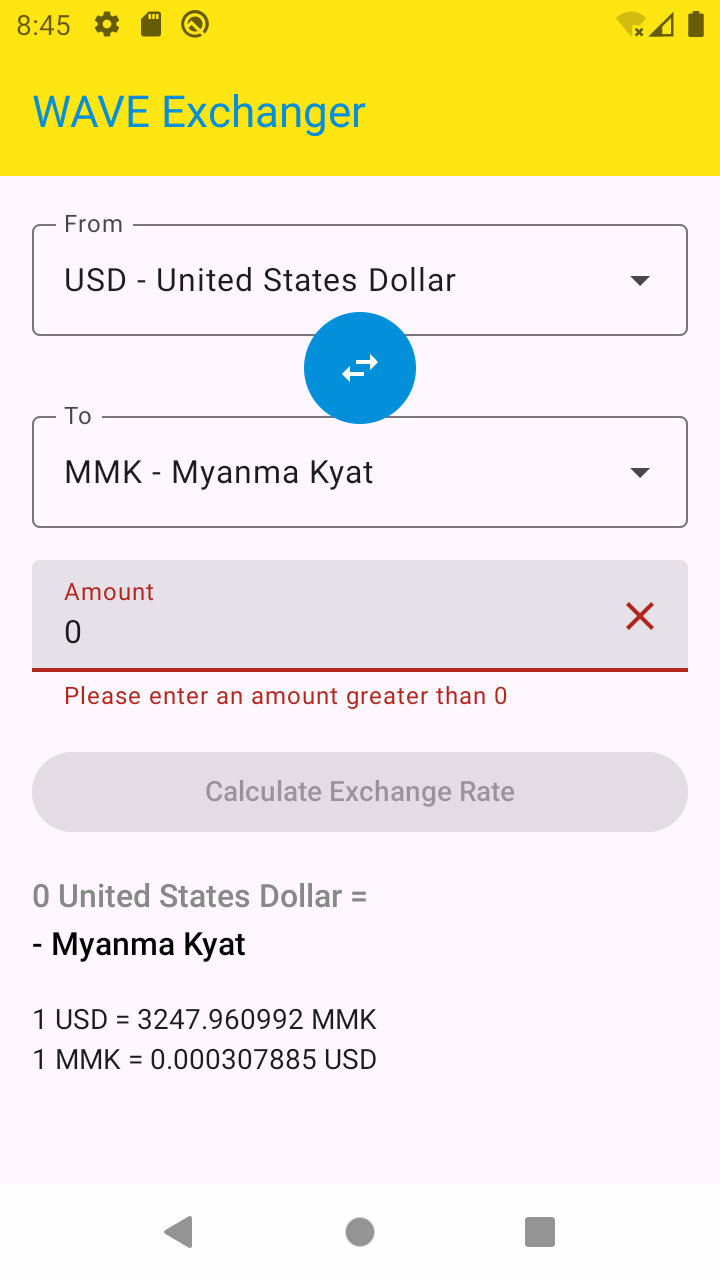 8:45
WAVE Exchanger
From
USD - United States Dollar
To
MMK - Myanma Kyat
Amount
0
Please enter an amount greater than 0
Calculate Exchange Rate
0 United States Dollar =
- Myanma Kyat
1 USD = 3247.960992 MMK
1 MMK = 0.000307885 USD